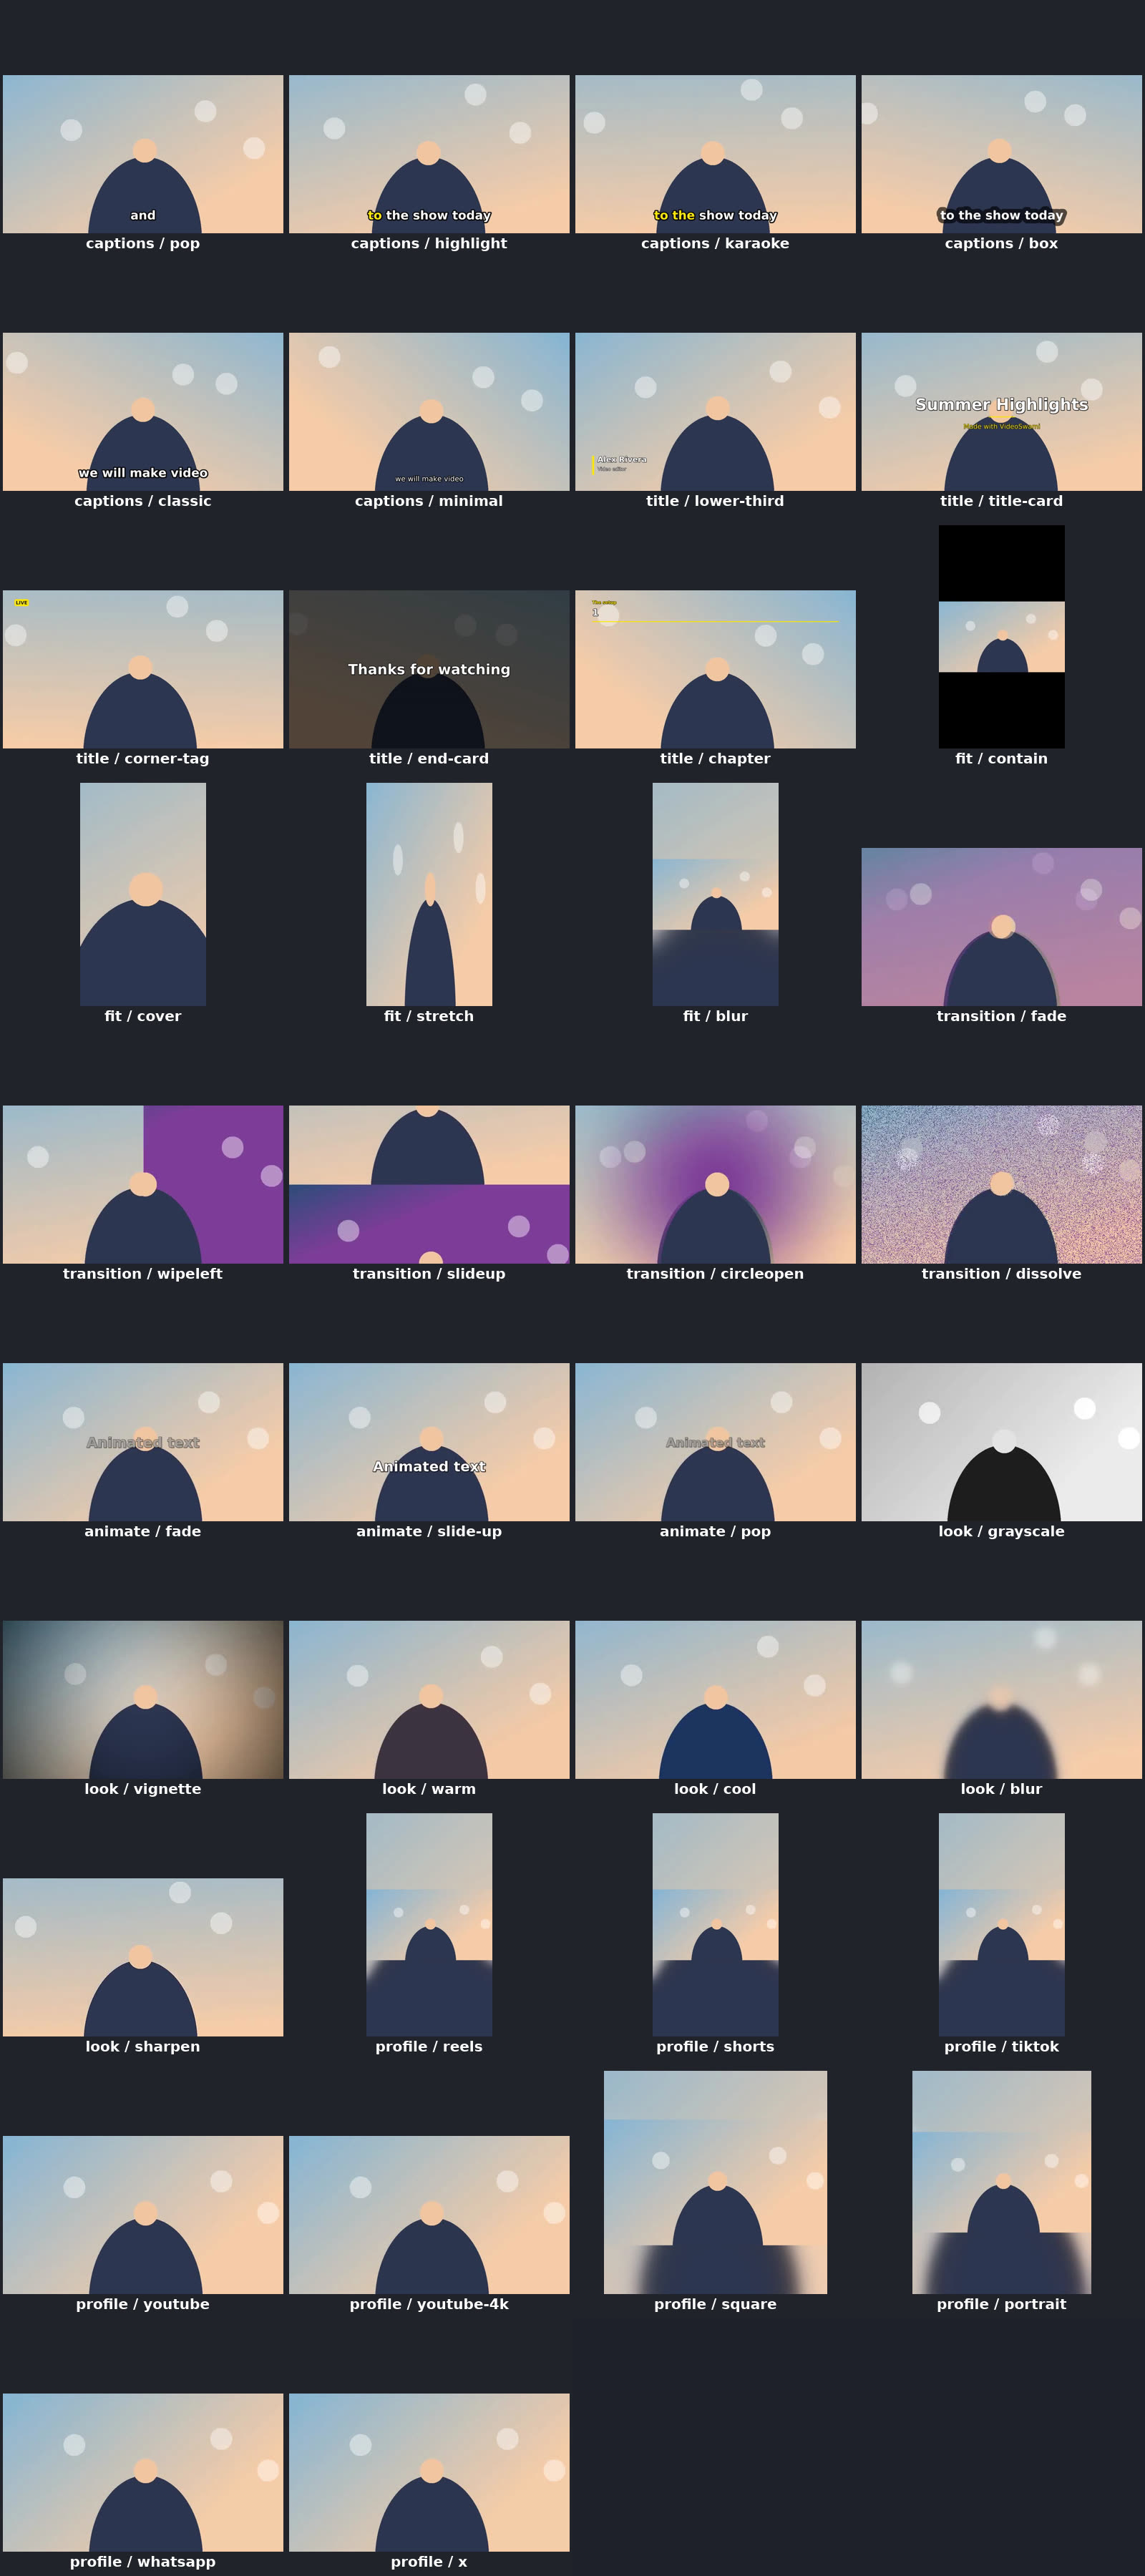 and
to the show today
to the show today
to the show today
captions / pop
captions / highlight
captions / karaoke
captions / box
we will make video
we will make video
Alex Rivera
Video editor
Summer Highlights
Made with VideoSwami
captions / classic
captions / minimal
title / lower-third
title / title-card
LIVE
Thanks for watching
The setup
1
title / corner-tag
title / end-card
title / chapter
fit / contain
fit / cover
fit / stretch
fit / blur
transition / fade
transition / wipeleft
transition / slideup
transition / circleopen
transition / dissolve
Animated text
Animated text
Animated text
animate / fade
animate / slide-up
animate / pop
look / grayscale
look / vignette
look / warm
look / cool
look / blur
look / sharpen
profile / reels
profile / shorts
profile / tiktok
profile / youtube
profile / youtube-4k
profile / square
profile / portrait
profile / whatsapp
profile / x